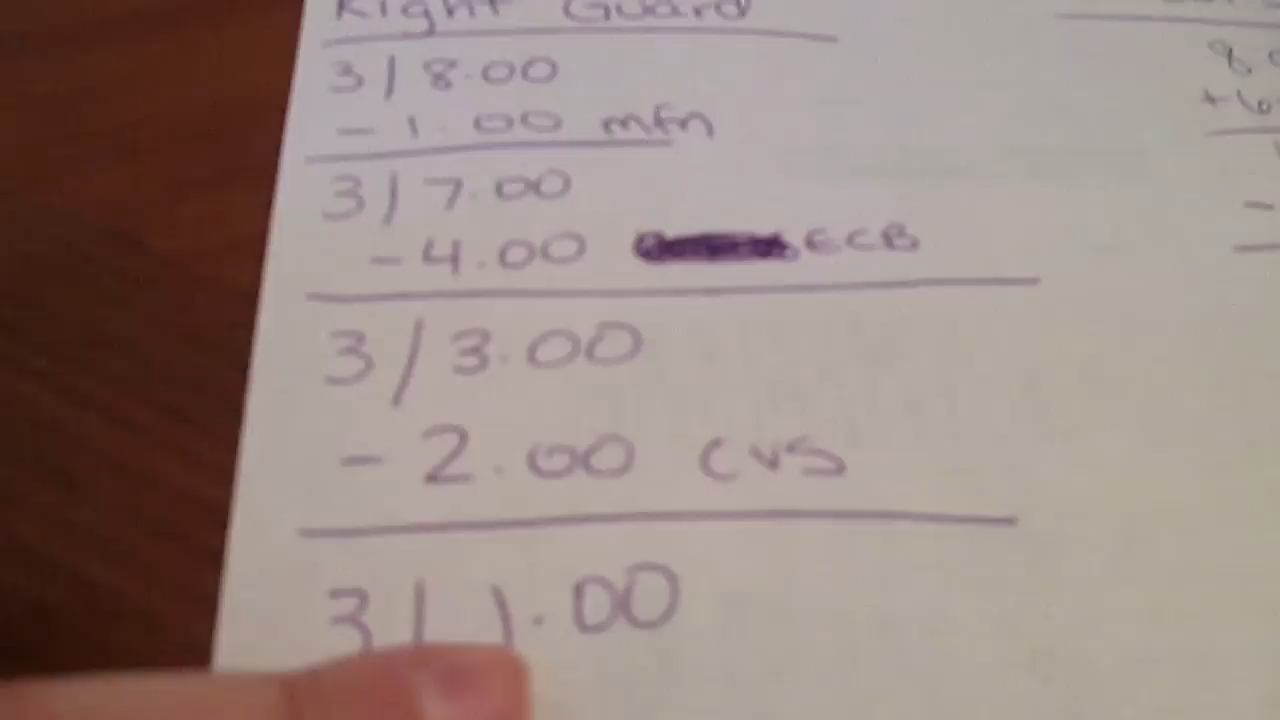 Right Guard
3/8.00
- 1.00 mfn
3/7.00
- 4.00 ECB
3/3.00
- 2.00 CVS
3/1.00